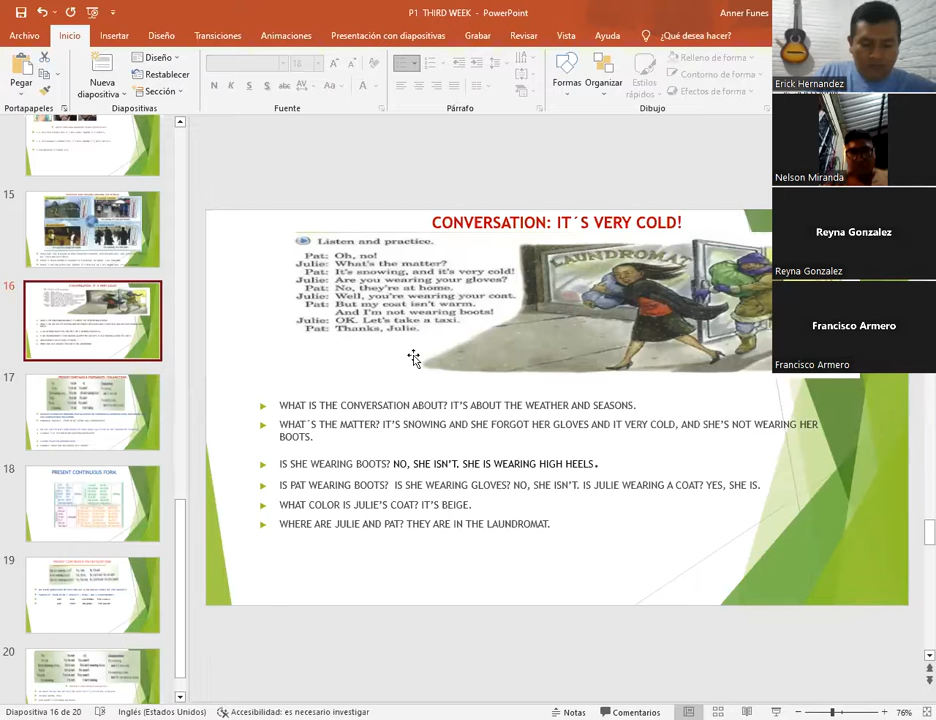 P1 THIRD WEEK - PowerPoint
Anner Funes
Archivo Inicio Insertar Diseño Transiciones Animaciones Presentación con diapositivas Grabar Revisar Vista Ayuda ¿Qué desea hacer?
Pegar
Nueva diapositiva
Diseño
Restablecer
Sección
18
N K S abc AV Aa A
Formas
Organizar
Estilos rápidos
Relleno de forma
Contorno de forma
Efectos de forma
Portapapeles Diapositivas Fuente Párrafo Dibujo
Erick Hernandez
Nelson Miranda
Reyna Gonzalez
Reyna Gonzalez
Francisco Armero
Francisco Armero
15
16
17
18
PRESENT CONTINUOUS FORM.
19
20
CONVERSATION: IT´S VERY COLD!
Listen and practice.
Pat: Oh, no!
Julie: What's the matter?
Pat: It's snowing, and it's very cold!
Julie: Are you wearing your gloves?
Pat: No, they're at home.
Julie: Well, you're wearing your coat.
Pat: But my coat isn't warm.
And I'm not wearing boots!
Julie: OK. Let's take a taxi.
Pat: Thanks, Julie.
LAUNDROMAT
WHAT IS THE CONVERSATION ABOUT? IT'S ABOUT THE WEATHER AND SEASONS.
WHAT´S THE MATTER? IT'S SNOWING AND SHE FORGOT HER GLOVES AND IT VERY COLD, AND SHE'S NOT WEARING HER
BOOTS.
IS SHE WEARING BOOTS? NO, SHE ISN'T. SHE IS WEARING HIGH HEELS.
IS PAT WEARING BOOTS? IS SHE WEARING GLOVES? NO, SHE ISN'T. IS JULIE WEARING A COAT? YES, SHE IS.
WHAT COLOR IS JULIE'S COAT? IT'S BEIGE.
WHERE ARE JULIE AND PAT? THEY ARE IN THE LAUNDROMAT.
Diapositiva 16 de 20 Inglés (Estados Unidos) Accesibilidad: es necesario investigar Notas Comentarios 76%